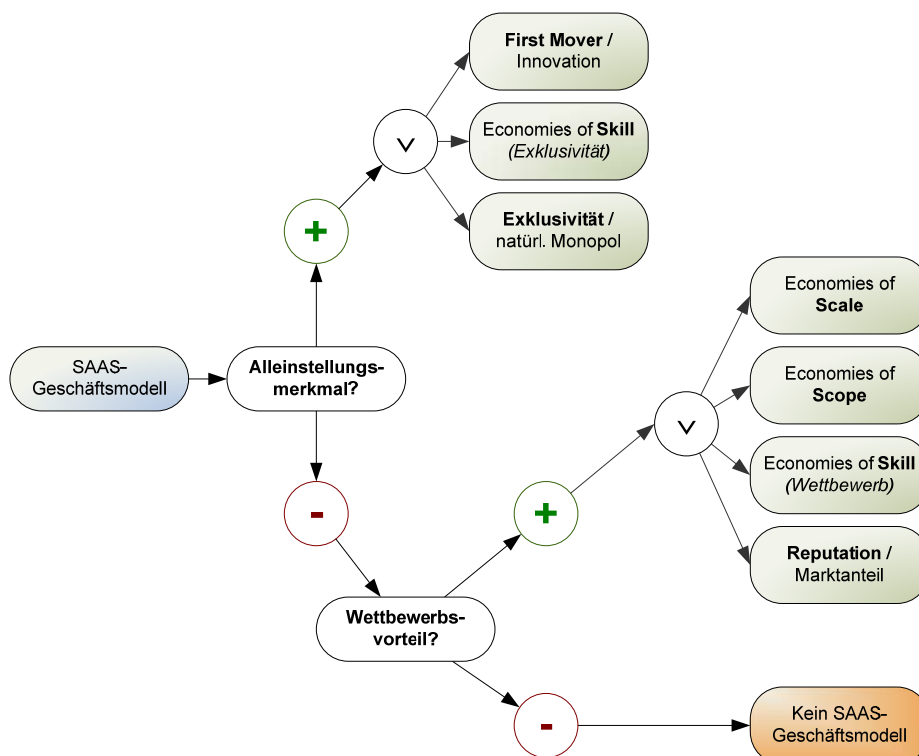 First Mover /
Innovation
Economies of Skill
(Exklusivität)
Exklusivität /
natürl. Monopol
v
+
Economies of
Scale
SAAS-
Geschäftsmodell
Alleinstellungs-
merkmal?
Economies of
Scope
v
Economies of Skill
(Wettbewerb)
-
+
Reputation /
Marktanteil
Wettbewerbs-
vorteil?
-
Kein SAAS-
Geschäftsmodell